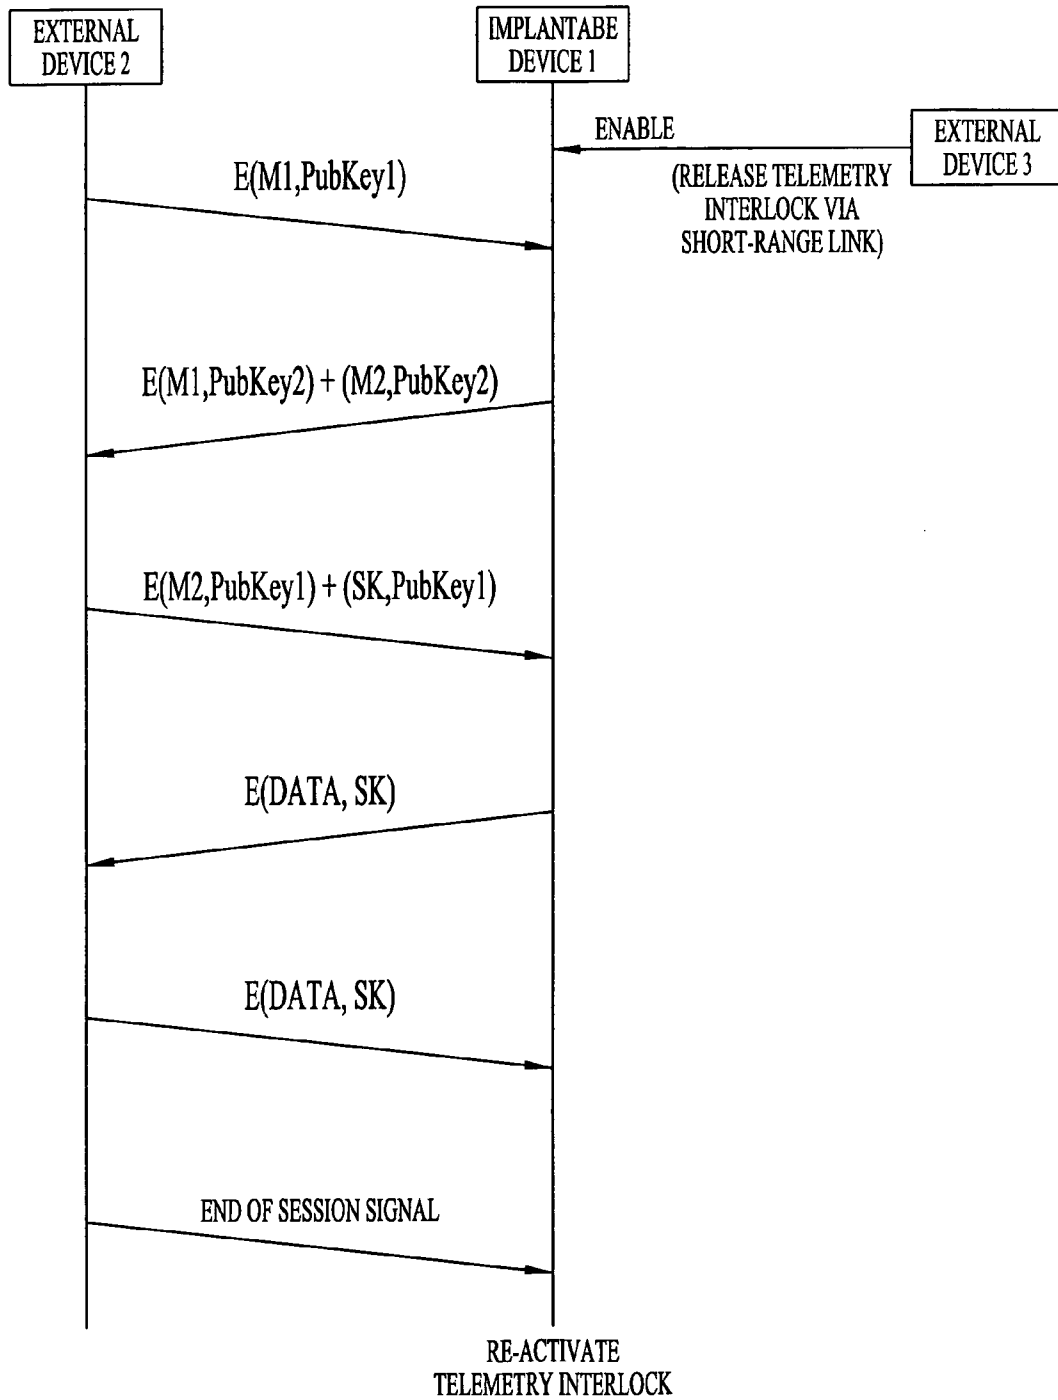 EXTERNAL
DEVICE 2
IMPLANTABE
DEVICE 1
EXTERNAL
DEVICE 3
ENABLE
(RELEASE TELEMETRY
INTERLOCK VIA
SHORT-RANGE LINK)
E(M1,PubKey1)
E(M1,PubKey2) + (M2,PubKey2)
E(M2,PubKey1) + (SK,PubKey1)
E(DATA, SK)
E(DATA, SK)
END OF SESSION SIGNAL
RE-ACTIVATE
TELEMETRY INTERLOCK